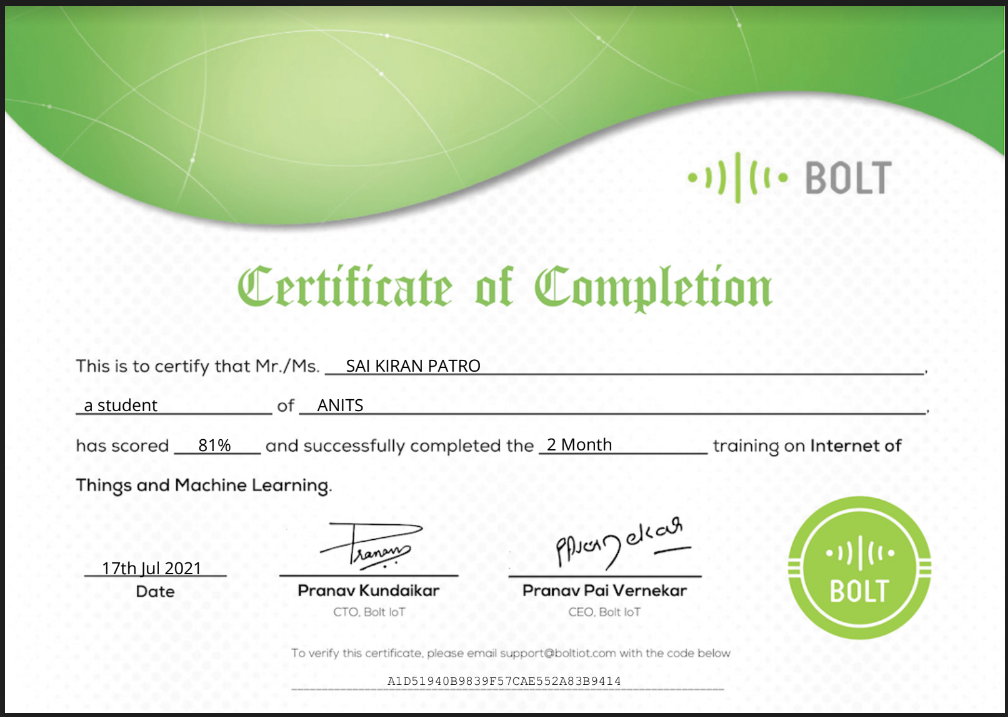 BOLT
Certificate of Completion
This is to certify that Mr./Ms. SAI KIRAN PATRO,
a student of ANITS,
has scored 81% and successfully completed the 2 Month training on Internet of
Things and Machine Learning.
Pranav
17th Jul 2021
Date
Pranav Kundaikar
CTO, Bolt IoT
Pranav Pai Vernekar
CEO, Bolt IoT
BOLT
To verify this certificate, please email support@boltiot.com with the code below
A1D51940B9839F57CAE552A83B9414